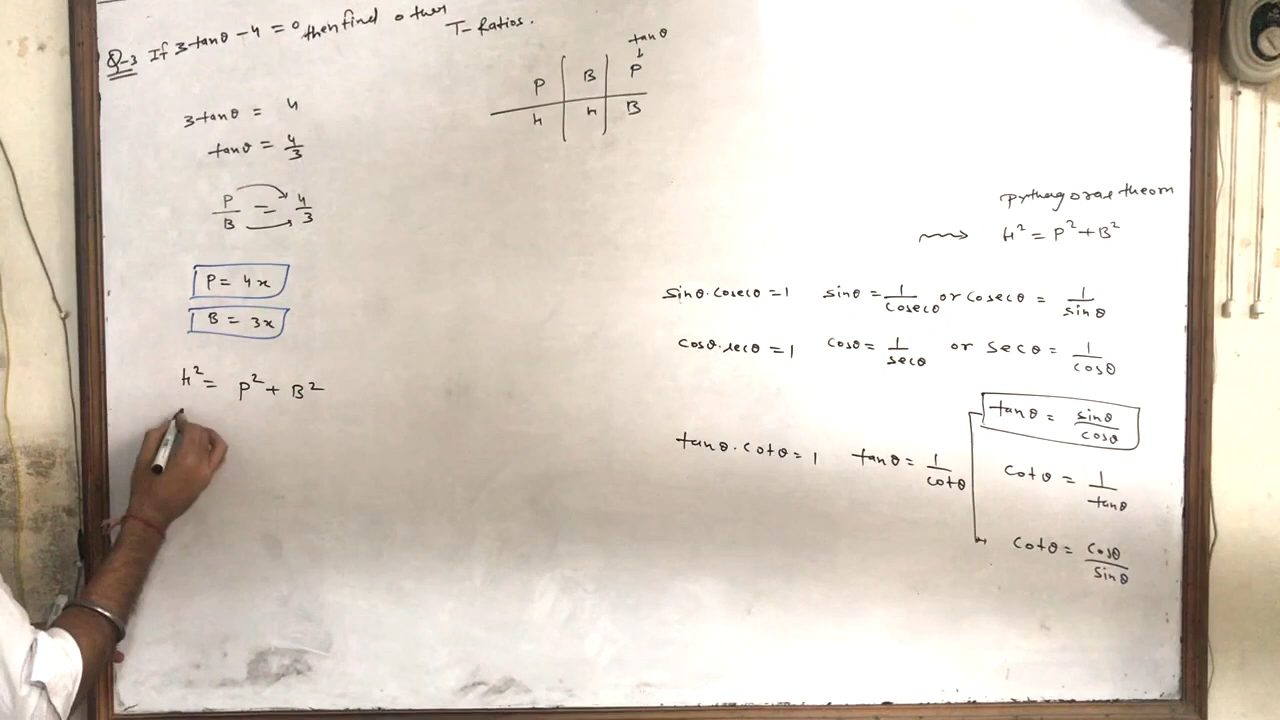 Q-3 If 3tanθ - 4 = 0 then find other T-Ratios.
3tanθ = 4
tanθ = 4/3
P/B = 4/3
P = 4x
B = 3x
h² = P² + B²
tanθ
↓
P | B | P
h | h | B
Pythagorae theorm
H² = P² + B²
sinθ.cosecθ = 1 sinθ = 1/cosecθ or cosecθ = 1/sinθ
cosθ.secθ = 1 cosθ = 1/secθ or secθ = 1/cosθ
tanθ = sinθ/cosθ
tanθ.cotθ = 1 tanθ = 1/cotθ cotθ = 1/tanθ
cotθ = cosθ/sinθ